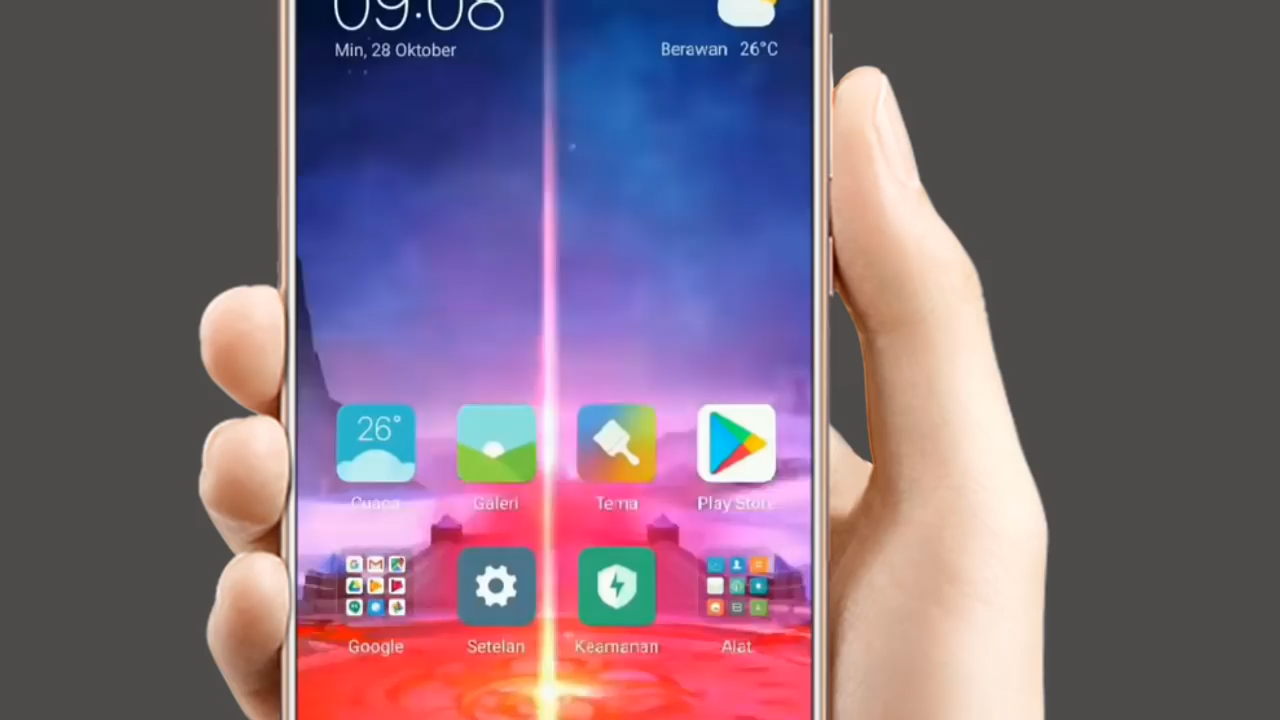 09:08
Min, 28 Oktober
Berawan 26°C
26°
Cuaca Galeri Tema Play Store
Google Setelan Keamanan Alat